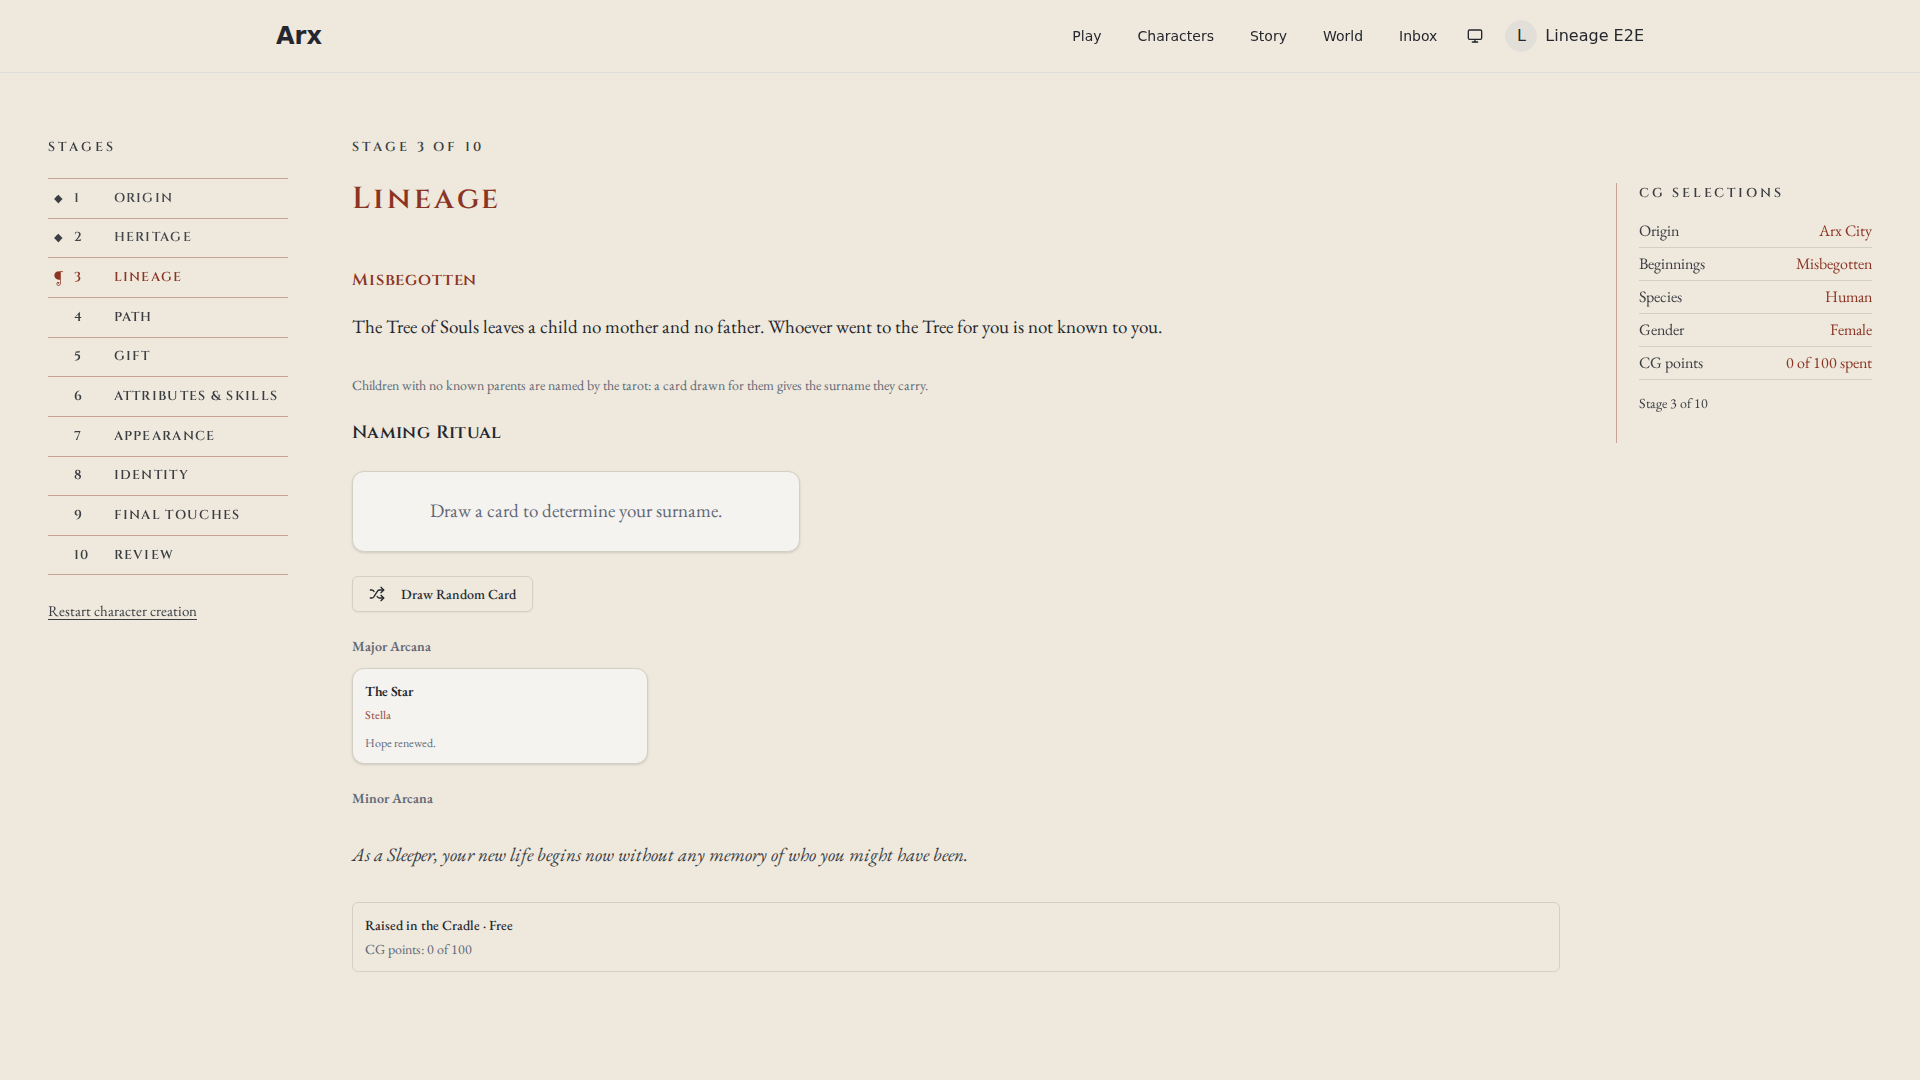 Arx
Play
Characters
Story
World
Inbox
L
Lineage E2E
STAGES
◆ 1 ORIGIN
◆ 2 HERITAGE
¶ 3 LINEAGE
4 PATH
5 GIFT
6 ATTRIBUTES & SKILLS
7 APPEARANCE
8 IDENTITY
9 FINAL TOUCHES
10 REVIEW
Restart character creation
STAGE 3 OF 10
LINEAGE
MISBEGOTTEN
The Tree of Souls leaves a child no mother and no father. Whoever went to the Tree for you is not known to you.
Children with no known parents are named by the tarot: a card drawn for them gives the surname they carry.
NAMING RITUAL
Draw a card to determine your surname.
Draw Random Card
Major Arcana
The Star
Stella
Hope renewed.
Minor Arcana
As a Sleeper, your new life begins now without any memory of who you might have been.
Raised in the Cradle · Free
CG points: 0 of 100
CG SELECTIONS
Origin Arx City
Beginnings Misbegotten
Species Human
Gender Female
CG points 0 of 100 spent
Stage 3 of 10